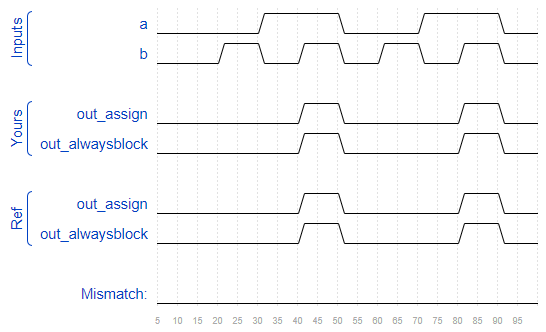 Inputs
a
b
Yours
out_assign
out_alwaysblock
Ref
out_assign
out_alwaysblock
Mismatch:
5 10 15 20 25 30 35 40 45 50 55 60 65 70 75 80 85 90 95